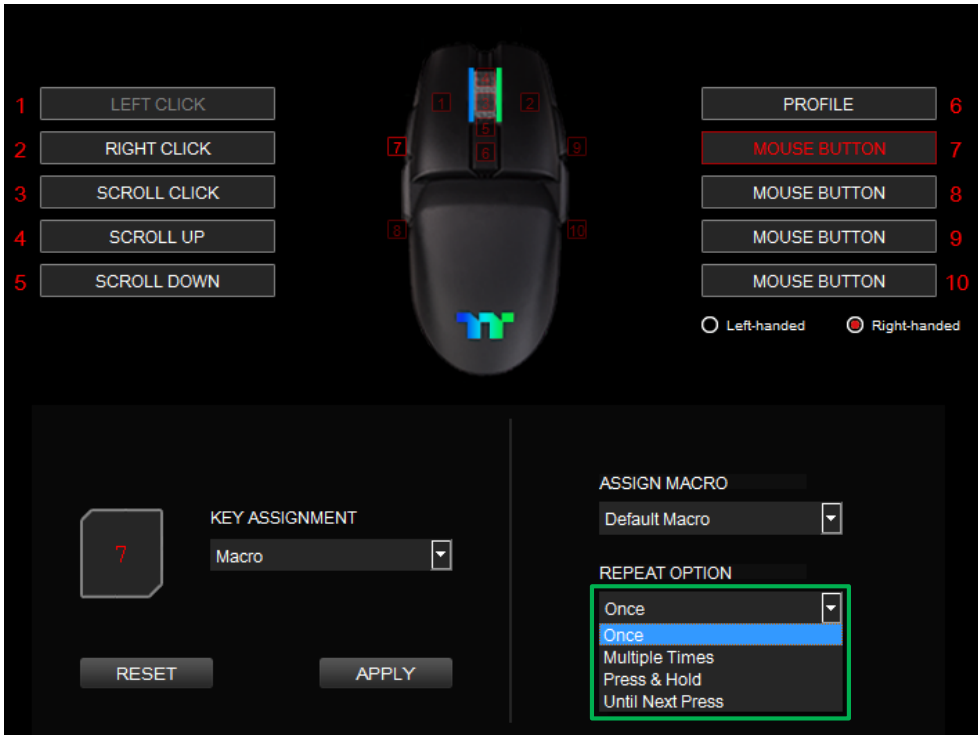 1 LEFT CLICK
2 RIGHT CLICK
3 SCROLL CLICK
4 SCROLL UP
5 SCROLL DOWN
1
2
5
6
7
8
9
10
PROFILE 6
MOUSE BUTTON 7
MOUSE BUTTON 8
MOUSE BUTTON 9
MOUSE BUTTON 10
Left-handed Right-handed
7
KEY ASSIGNMENT
Macro
RESET APPLY
ASSIGN MACRO
Default Macro
REPEAT OPTION
Once
Once
Multiple Times
Press & Hold
Until Next Press